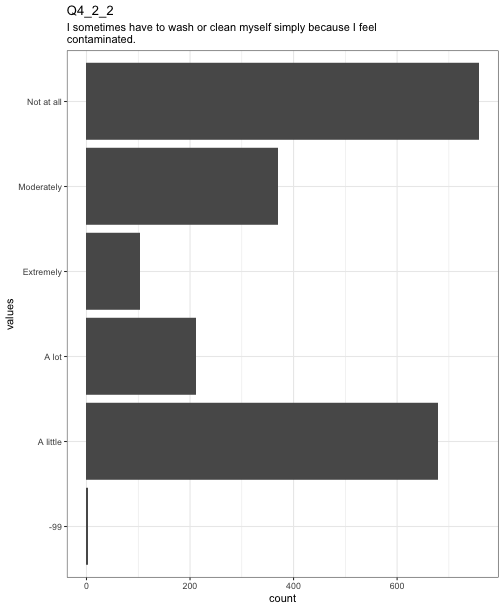 Q4_2_2
I sometimes have to wash or clean myself simply because I feel
contaminated.
Not at all
Moderately
Extremely
A lot
A little
-99
values
0
200
400
600
count